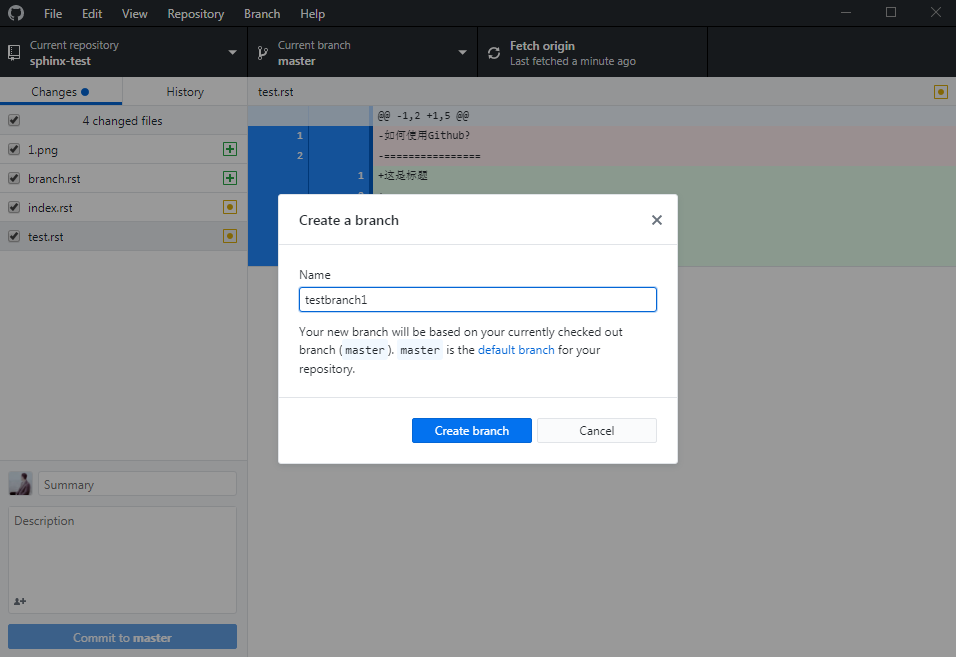 File Edit View Repository Branch Help
Current repository
sphinx-test
Current branch
master
Fetch origin
Last fetched a minute ago
Changes
History
test.rst
4 changed files
1.png
branch.rst
index.rst
test.rst
@@ -1,2 +1,5 @@
1 -如何使用Github?
2 -================
1 +这是标题
Create a branch
Name
testbranch1
Your new branch will be based on your currently checked out
branch (master). master is the default branch for your
repository.
Create branch
Cancel
Summary
Description
Commit to master